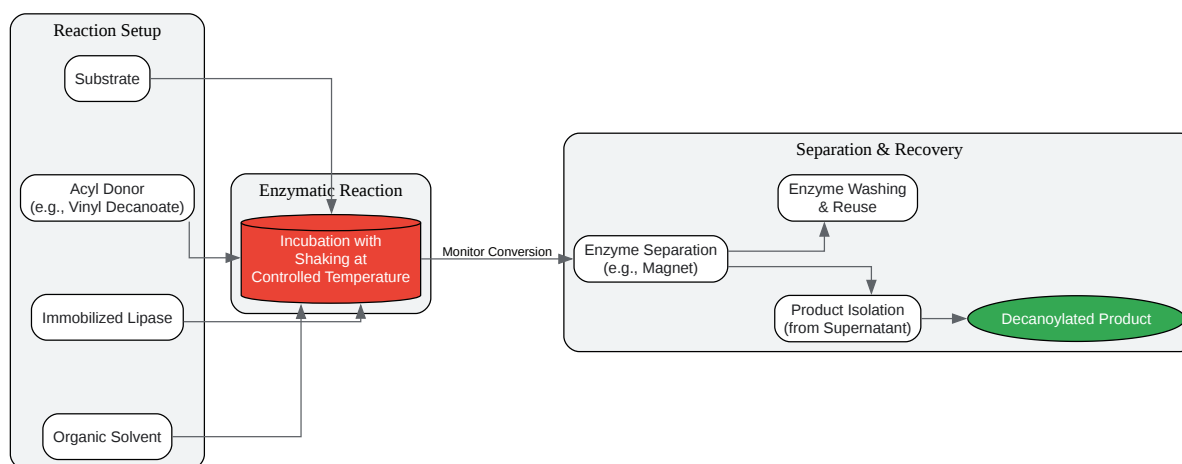 Reaction Setup
Substrate
Acyl Donor
(e.g., Vinyl Decanoate)
Immobilized Lipase
Organic Solvent
Enzymatic Reaction
Incubation with
Shaking at
Controlled Temperature
Monitor Conversion
Separation & Recovery
Enzyme Separation
(e.g., Magnet)
Enzyme Washing
& Reuse
Product Isolation
(from Supernatant)
Decanoylated Product